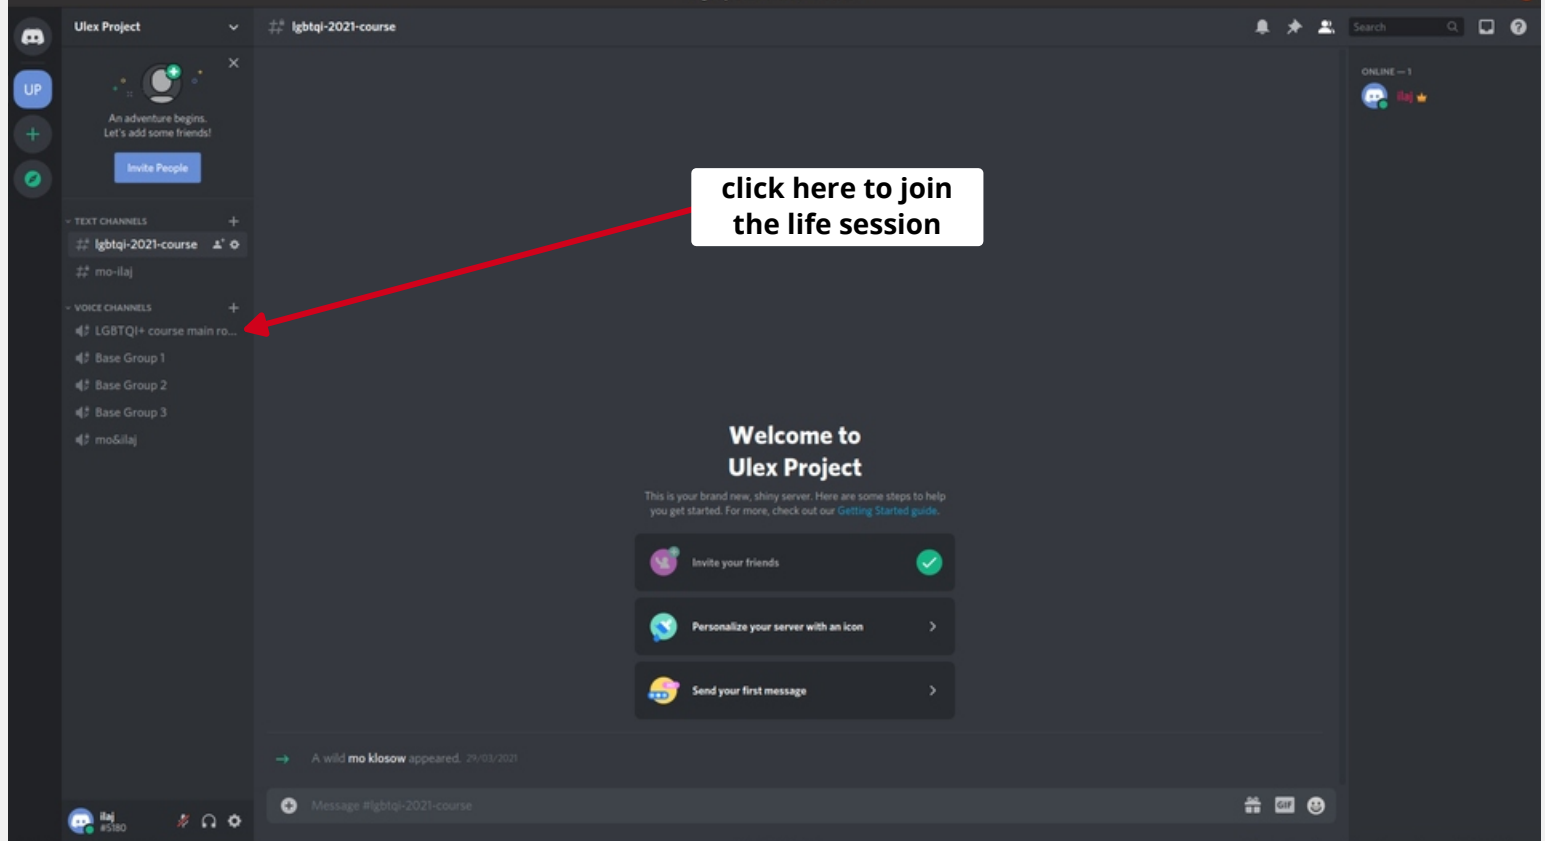 Ulex Project
lgbtqi-2021-course
Search
UP
An adventure begins.
Let's add some friends!
Invite People
TEXT CHANNELS
lgbtqi-2021-course
mo-ilaj
VOICE CHANNELS
LGBTQI+ course main ro...
Base Group 1
Base Group 2
Base Group 3
mo&ilaj
ilaj
#5180
click here to join
the life session
Welcome to
Ulex Project
This is your brand new, shiny server. Here are some steps to help
you get started. For more, check out our Getting Started guide.
Invite your friends
Personalize your server with an icon
Send your first message
A wild mo klosow appeared. 29/03/2021
Message #lgbtqi-2021-course
GIF
ONLINE — 1
ilaj